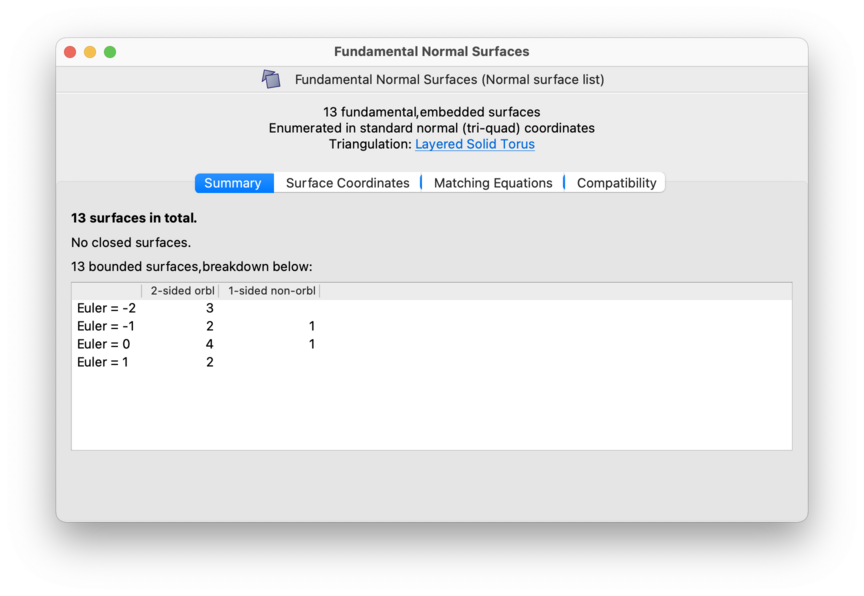 Fundamental Normal Surfaces
Fundamental Normal Surfaces (Normal surface list)
13 fundamental,embedded surfaces
Enumerated in standard normal (tri-quad) coordinates
Triangulation: Layered Solid Torus
Summary Surface Coordinates Matching Equations Compatibility
13 surfaces in total.
No closed surfaces.
13 bounded surfaces,breakdown below:
2-sided orbl 1-sided non-orbl
Euler = -2 3
Euler = -1 2 1
Euler = 0 4 1
Euler = 1 2